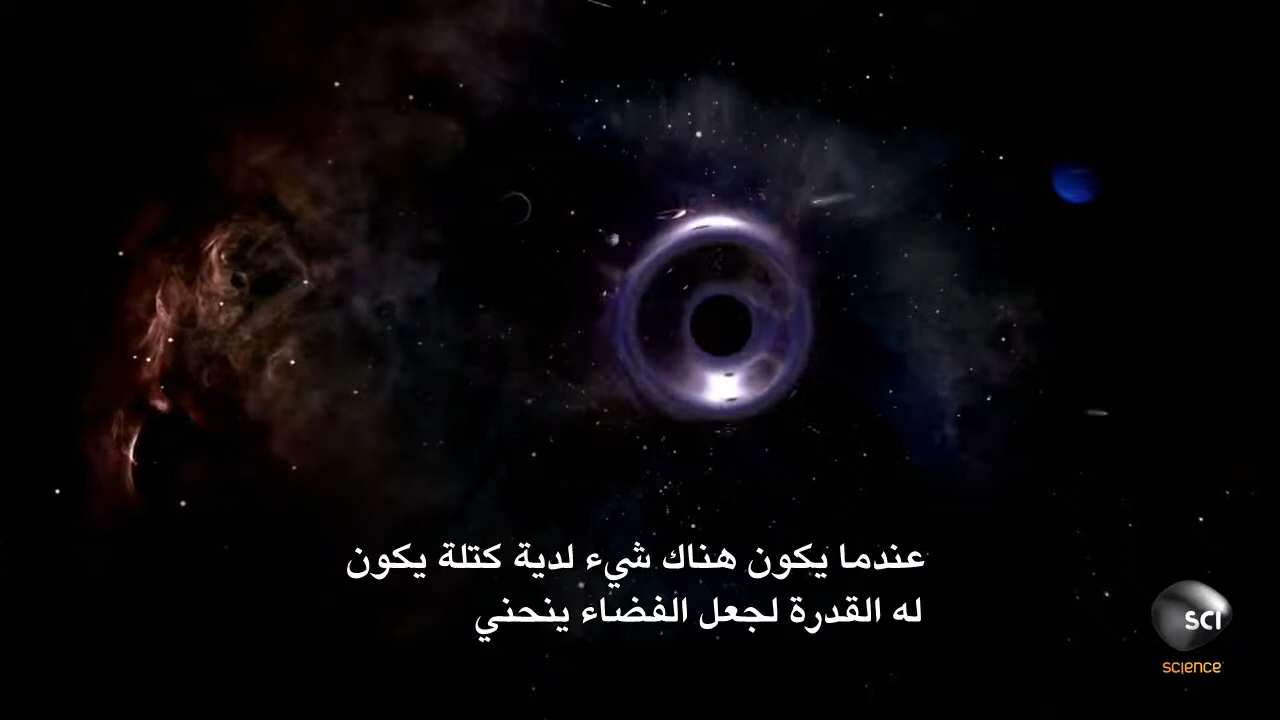 عندما يكون هناك شيء لدية كتلة يكون
له القدرة لجعل الفضاء ينحني
SCI
science